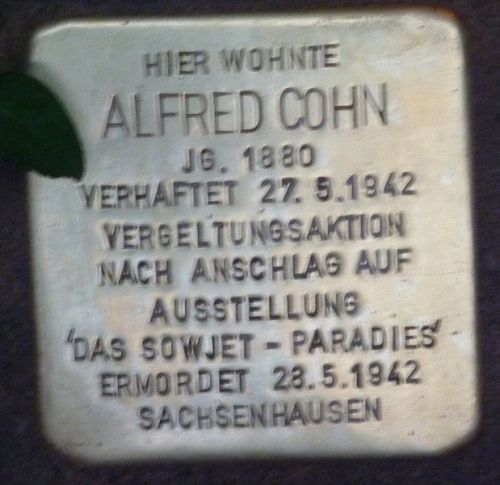 HIER WOHNTE
ALFRED COHN
JG. 1880
VERHAFTET 27.5.1942
VERGELTUNGSAKTION
NACH ANSCHLAG AUF
AUSSTELLUNG
'DAS SOWJET - PARADIES'
ERMORDET 28.5.1942
SACHSENHAUSEN